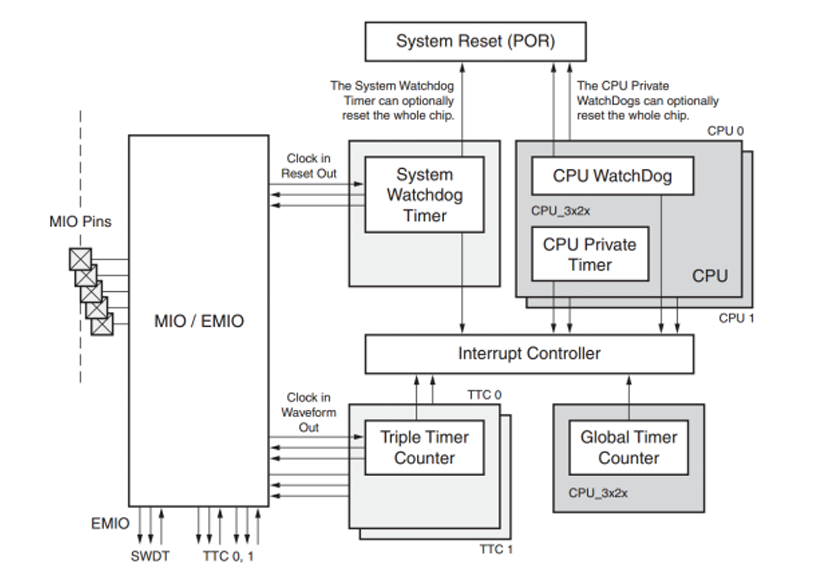 System Reset (POR)
The System Watchdog
Timer can optionally
reset the whole chip.
The CPU Private
WatchDogs can optionally
reset the whole chip.
CPU 0
Clock in
Reset Out
System
Watchdog
Timer
CPU WatchDog
CPU_3x2x
CPU Private
Timer
CPU
CPU 1
MIO Pins
MIO / EMIO
Interrupt Controller
Clock in
Waveform
Out
TTC 0
Triple Timer
Counter
Global Timer
Counter
CPU_3x2x
TTC 1
EMIO
SWDT
TTC 0, 1